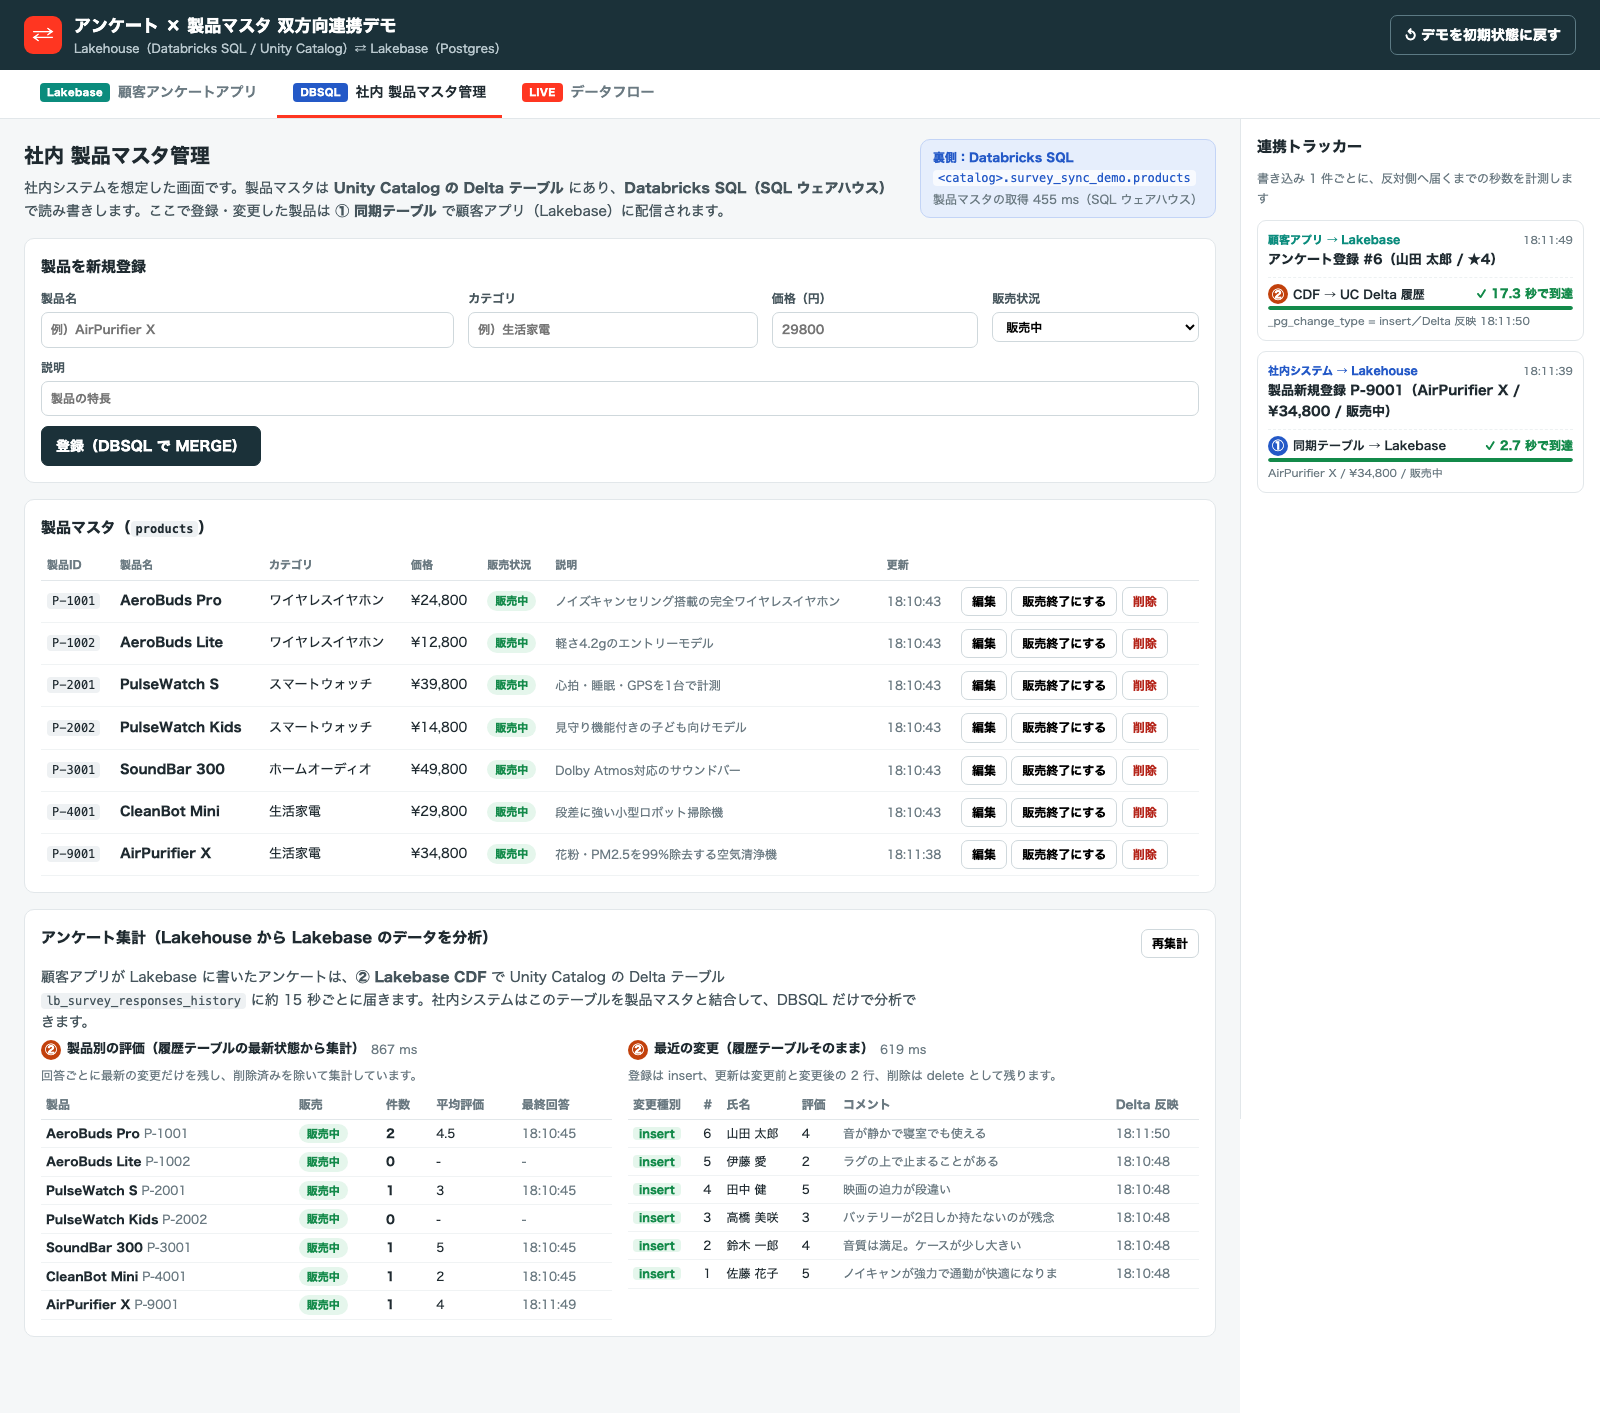 アンケート × 製品マスタ 双方向連携デモ
Lakehouse（Databricks SQL / Unity Catalog）⇄ Lakebase（Postgres）
↺ デモを初期状態に戻す
Lakebase 顧客アンケートアプリ
DBSQL 社内 製品マスタ管理
LIVE データフロー
社内 製品マスタ管理
社内システムを想定した画面です。製品マスタは Unity Catalog の Delta テーブル にあり、Databricks SQL（SQL ウェアハウス）
で読み書きします。ここで登録・変更した製品は ① 同期テーブル で顧客アプリ（Lakebase）に配信されます。
裏側：Databricks SQL
<catalog>.survey_sync_demo.products
製品マスタの取得 455 ms（SQL ウェアハウス）
製品を新規登録
製品名 カテゴリ 価格（円） 販売状況
例）AirPurifier X 例）生活家電 29800 販売中
説明
製品の特長
登録（DBSQL で MERGE）
製品マスタ（ products ）
製品ID 製品名 カテゴリ 価格 販売状況 説明 更新
P-1001 AeroBuds Pro ワイヤレスイヤホン ¥24,800 販売中 ノイズキャンセリング搭載の完全ワイヤレスイヤホン 18:10:43 編集 販売終了にする 削除
P-1002 AeroBuds Lite ワイヤレスイヤホン ¥12,800 販売中 軽さ4.2gのエントリーモデル 18:10:43 編集 販売終了にする 削除
P-2001 PulseWatch S スマートウォッチ ¥39,800 販売中 心拍・睡眠・GPSを1台で計測 18:10:43 編集 販売終了にする 削除
P-2002 PulseWatch Kids スマートウォッチ ¥14,800 販売中 見守り機能付きの子ども向けモデル 18:10:43 編集 販売終了にする 削除
P-3001 SoundBar 300 ホームオーディオ ¥49,800 販売中 Dolby Atmos対応のサウンドバー 18:10:43 編集 販売終了にする 削除
P-4001 CleanBot Mini 生活家電 ¥29,800 販売中 段差に強い小型ロボット掃除機 18:10:43 編集 販売終了にする 削除
P-9001 AirPurifier X 生活家電 ¥34,800 販売中 花粉・PM2.5を99%除去する空気清浄機 18:11:38 編集 販売終了にする 削除
アンケート集計（Lakehouse から Lakebase のデータを分析）
再集計
顧客アプリが Lakebase に書いたアンケートは、② Lakebase CDF で Unity Catalog の Delta テーブル
lb_survey_responses_history に約 15 秒ごとに届きます。社内システムはこのテーブルを製品マスタと結合して、DBSQL だけで分析で
きます。
② 製品別の評価（履歴テーブルの最新状態から集計） 867 ms
回答ごとに最新の変更だけを残し、削除済みを除いて集計しています。
製品 販売 件数 平均評価 最終回答
AeroBuds Pro P-1001 販売中 2 4.5 18:10:45
AeroBuds Lite P-1002 販売中 0 - -
PulseWatch S P-2001 販売中 1 3 18:10:45
PulseWatch Kids P-2002 販売中 0 - -
SoundBar 300 P-3001 販売中 1 5 18:10:45
CleanBot Mini P-4001 販売中 1 2 18:10:45
AirPurifier X P-9001 販売中 1 4 18:11:49
② 最近の変更（履歴テーブルそのまま） 619 ms
登録は insert、更新は変更前と変更後の 2 行、削除は delete として残ります。
変更種別 # 氏名 評価 コメント Delta 反映
insert 6 山田 太郎 4 音が静かで寝室でも使える 18:11:50
insert 5 伊藤 愛 2 ラグの上で止まることがある 18:10:48
insert 4 田中 健 5 映画の迫力が段違い 18:10:48
insert 3 高橋 美咲 3 バッテリーが2日しか持たないのが残念 18:10:48
insert 2 鈴木 一郎 4 音質は満足。ケースが少し大きい 18:10:48
insert 1 佐藤 花子 5 ノイキャンが強力で通勤が快適になりま 18:10:48
連携トラッカー
書き込み 1 件ごとに、反対側へ届くまでの秒数を計測しま
す
顧客アプリ → Lakebase 18:11:49
アンケート登録 #6（山田 太郎 / ★4）
② CDF → UC Delta 履歴 ✓ 17.3 秒で到達
_pg_change_type = insert／Delta 反映 18:11:50
社内システム → Lakehouse 18:11:39
製品新規登録 P-9001（AirPurifier X /
¥34,800 / 販売中）
① 同期テーブル → Lakebase ✓ 2.7 秒で到達
AirPurifier X / ¥34,800 / 販売中